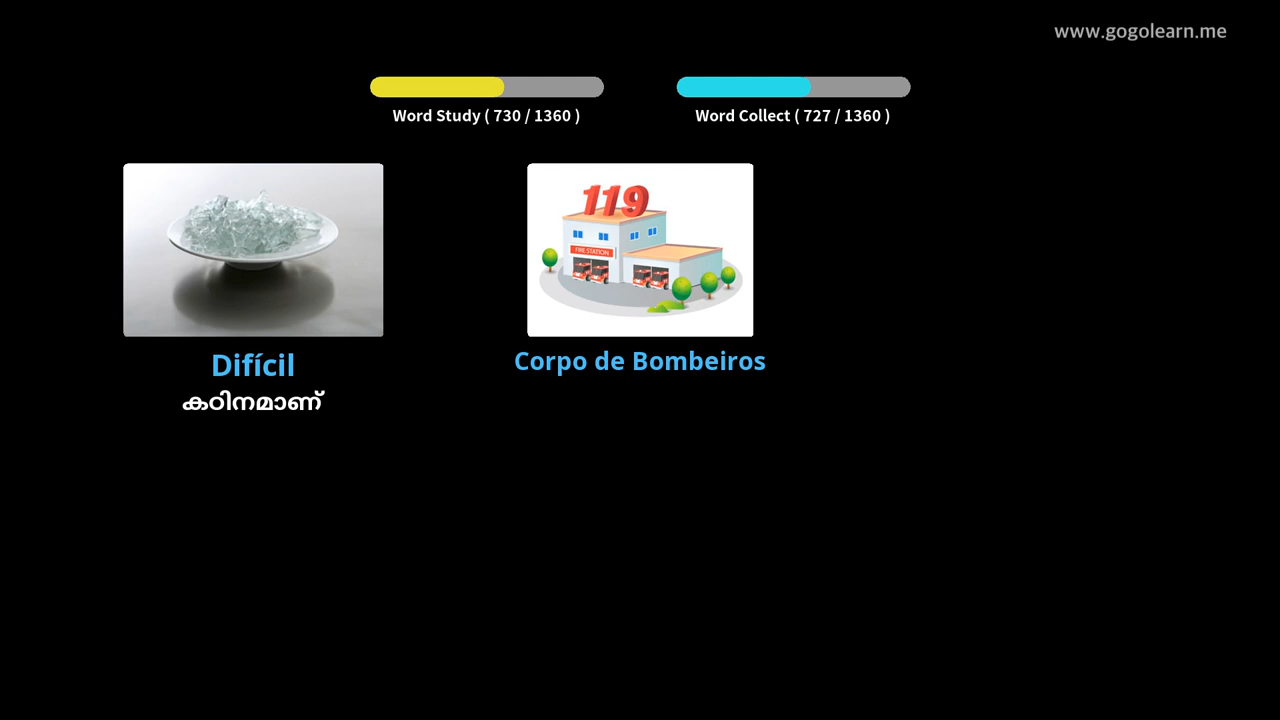 www.gogolearn.me
Word Study ( 730 / 1360 )
Word Collect ( 727 / 1360 )
119
FIRE STATION
Difícil
കഠിനമാണ്
Corpo de Bombeiros